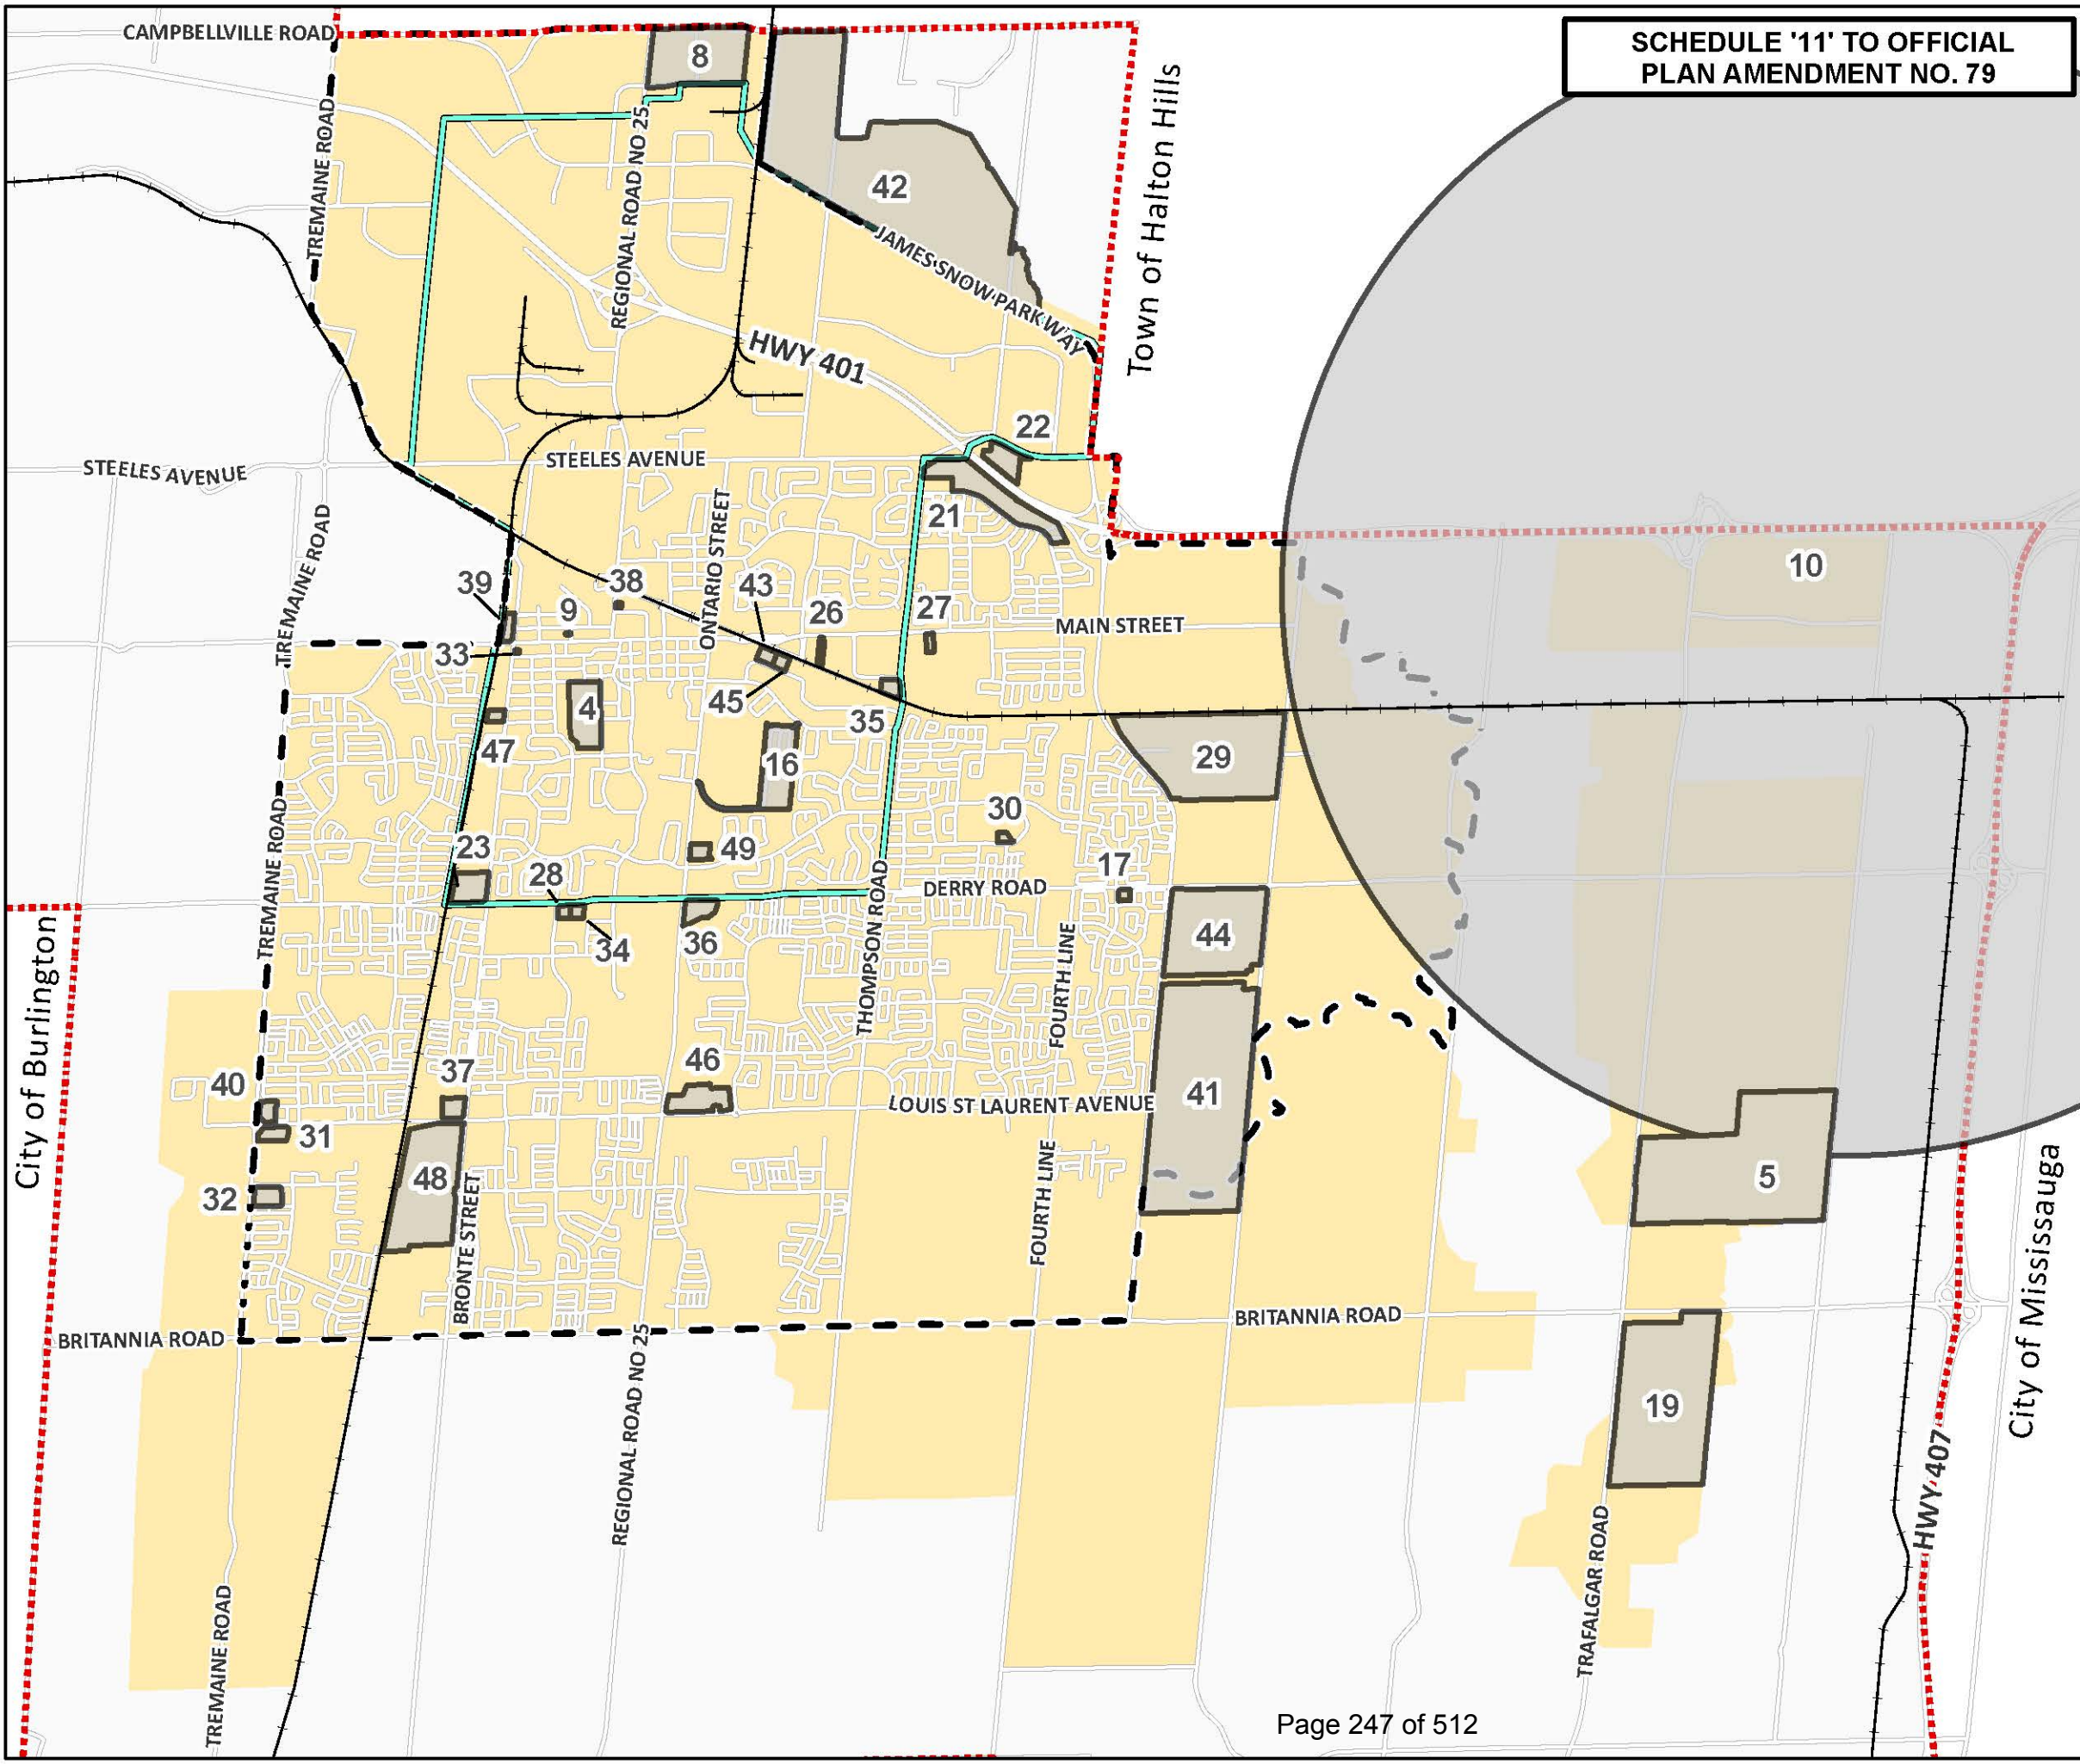 CAMPBELLVILLE ROAD
SCHEDULE '11' TO OFFICIAL
PLAN AMENDMENT NO. 79
8
TREMAINE ROAD
REGIONAL ROAD NO 25
42
Town of Halton Hills
JAMES SNOW PARKWAY
HWY 401
22
STEELES AVENUE
STEELES AVENUE
21
ONTARIO STREET
TREMAINE ROAD
10
39
38
43
9
26
27
MAIN STREET
33
45
4
35
47
16
29
30
TREMAINE ROAD
23
49
28
17
DERRY ROAD
THOMPSON ROAD
34
36
44
FOURTH LINE
City of Burlington
46
37
40
LOUIS ST LAURENT AVENUE
41
31
48
5
32
BRONTE STREET
FOURTH LINE
City of Mississauga
BRITANNIA ROAD
BRITANNIA ROAD
REGIONAL ROAD NO 25
19
HWY 407
TRAFALGAR ROAD
TREMAINE ROAD
Page 247 of 512